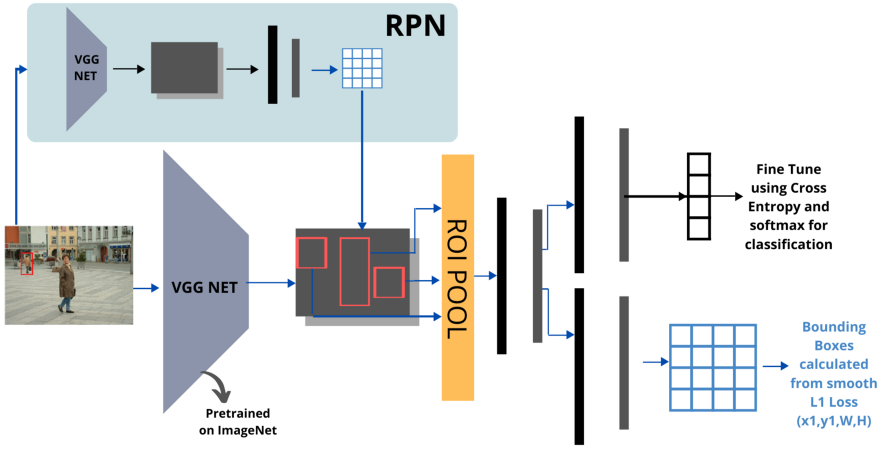 RPN
VGG
NET
VGG NET
Pretrained
on ImageNet
ROI POOL
Fine Tune
using Cross
Entropy and
softmax for
classification
Bounding
Boxes
calculated
from smooth
L1 Loss
(x1,y1,W,H)